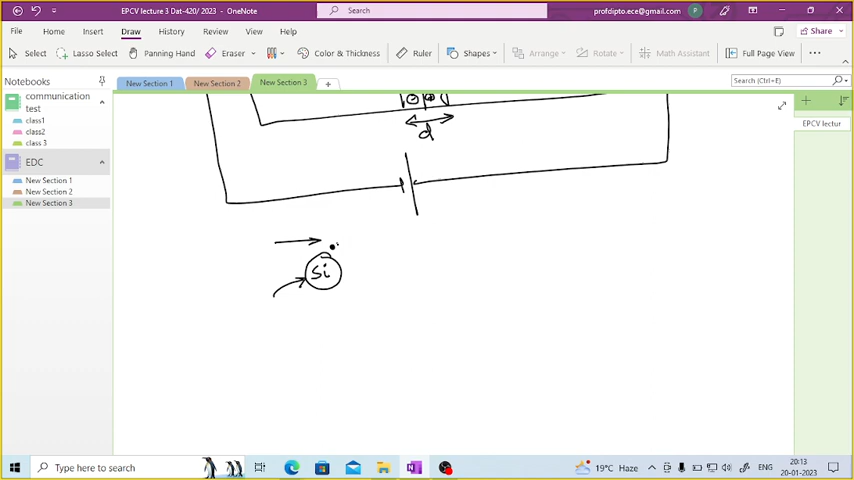 EPCV lecture 3 Dat-420/ 2023 - OneNote
Search
profdipto.ece@gmail.com
P
File
Home
Insert
Draw
History
Review
View
Help
Share
Select
Lasso Select
Panning Hand
Eraser
Color & Thickness
Ruler
Shapes
Arrange
Rotate
Math Assistant
Full Page View
Notebooks
New Section 1
New Section 2
New Section 3
Search (Ctrl+E)
communication
test
class1
class2
class 3
EDC
New Section 1
New Section 2
New Section 3
EPCV lectur
d
Si
Type here to search
19°C Haze
ENG
20:13
20-01-2023